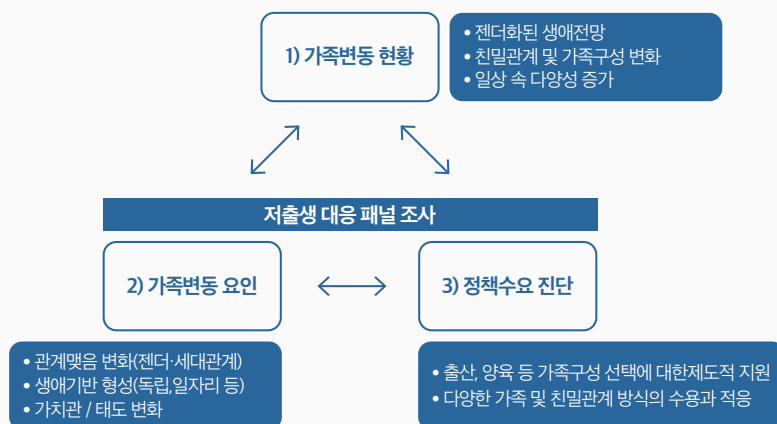 1) 가족변동 현황
• 젠더화된 생애전망
• 친밀관계 및 가족구성 변화
• 일상 속 다양성 증가
저출생 대응 패널 조사
2) 가족변동 요인
3) 정책수요 진단
• 관계맺음 변화(젠더·세대관계)
• 생애기반 형성(독립,일자리 등)
• 가치관 / 태도 변화
• 출산, 양육 등 가족구성 선택에 대한제도적 지원
• 다양한 가족 및 친밀관계 방식의 수용과 적응